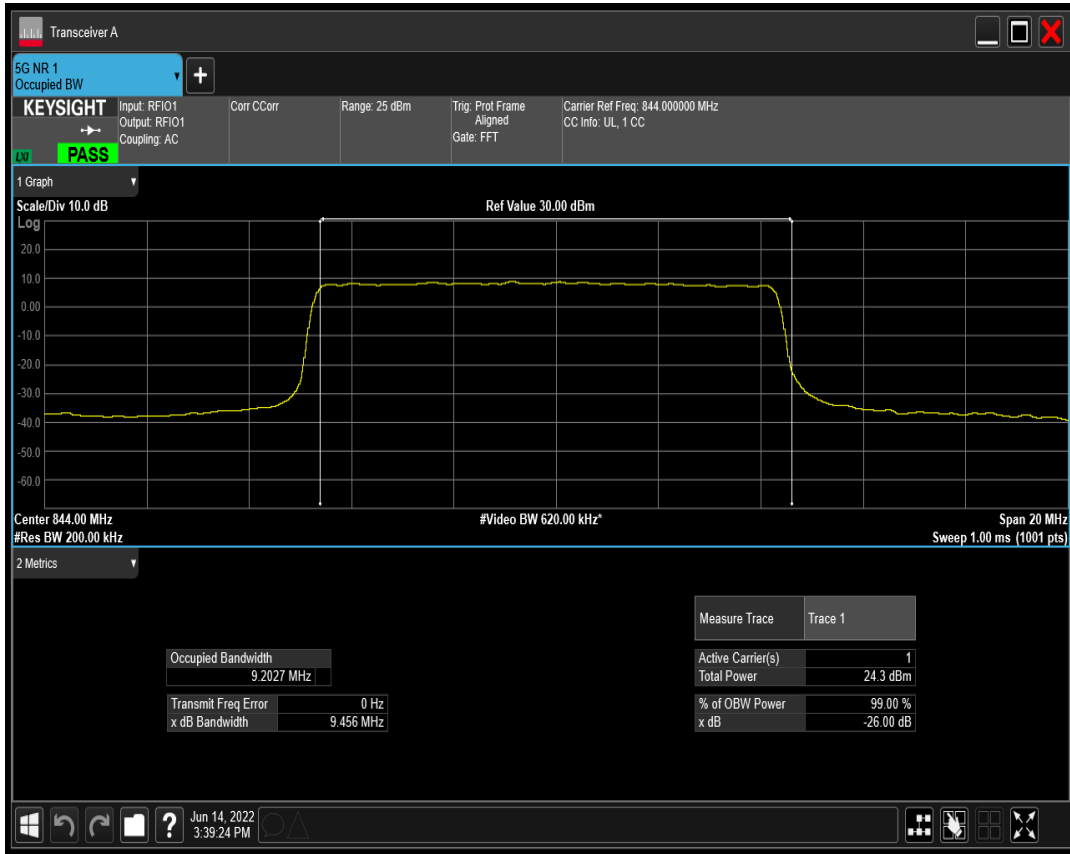 Transceiver A
5G NR 1
Occupied BW
+
KEYSIGHT
LXI
PASS
Input: RFIO1
Output: RFIO1
Coupling: AC
Corr CCorr
Range: 25 dBm
Trig: Prot Frame
Aligned
Gate: FFT
Carrier Ref Freq: 844.000000 MHz
CC Info: UL, 1 CC
1 Graph
Scale/Div 10.0 dB
Ref Value 30.00 dBm
Log
20.0
10.0
0.00
-10.0
-20.0
-30.0
-40.0
-50.0
-60.0
Center 844.00 MHz
#Video BW 620.00 kHz*
Span 20 MHz
#Res BW 200.00 kHz
Sweep 1.00 ms (1001 pts)
2 Metrics
Measure Trace Trace 1
Occupied Bandwidth
9.2027 MHz
Active Carrier(s) 1
Total Power 24.3 dBm
Transmit Freq Error 0 Hz
x dB Bandwidth 9.456 MHz
% of OBW Power 99.00 %
x dB -26.00 dB
?
Jun 14, 2022
3:39:24 PM